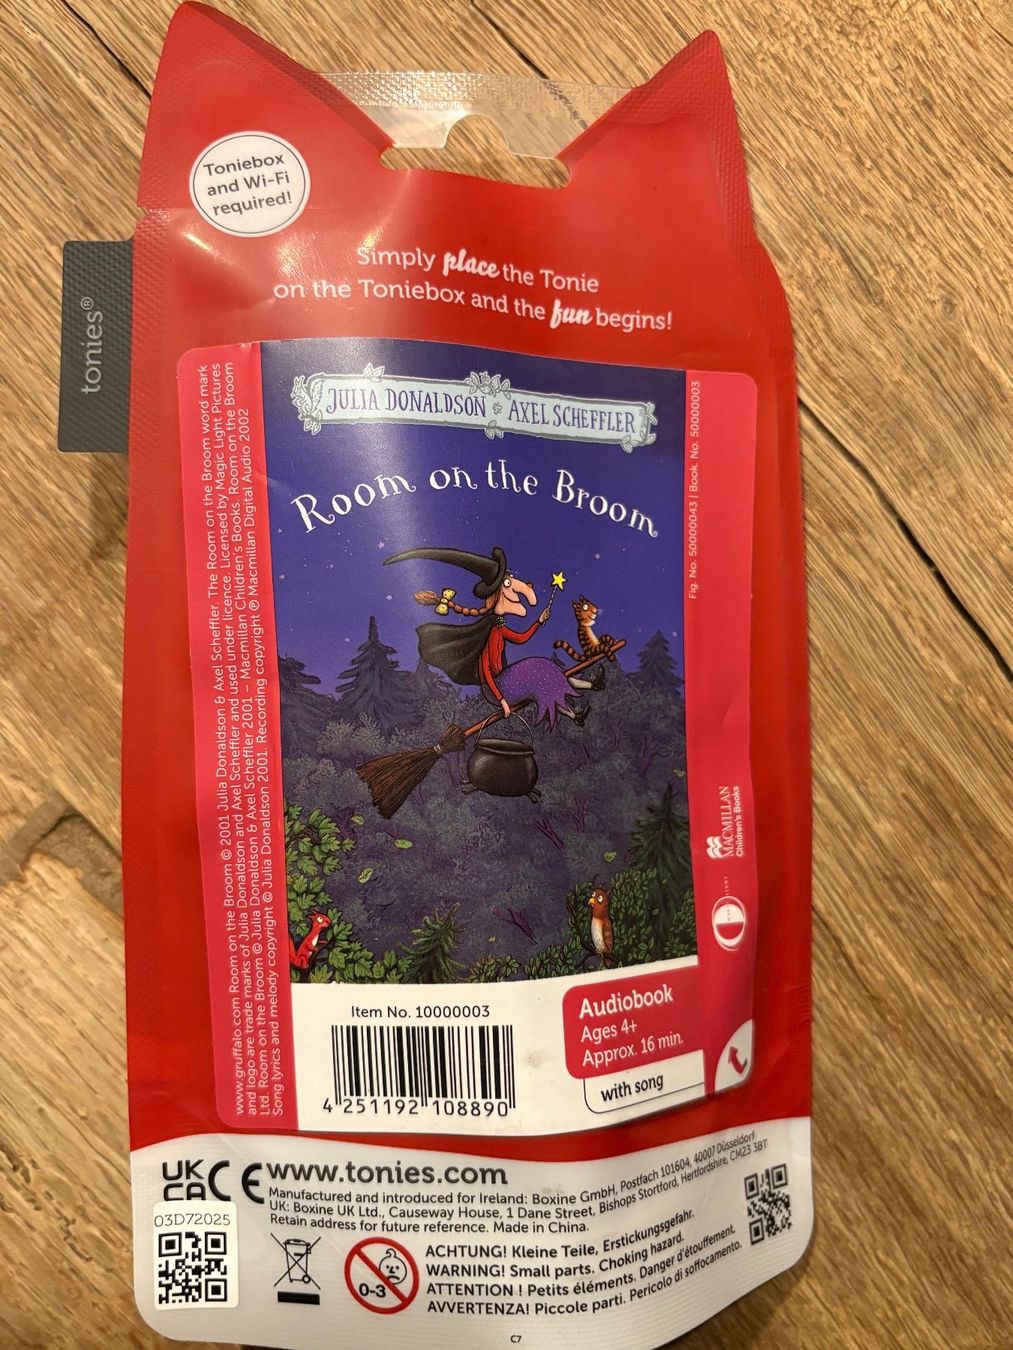 Toniebox
and Wi-Fi
required!
Simply place the Tonie
on the Toniebox and the fun begins!
tonies®
www.gruffalo.com Room on the Broom © 2001 Julia Donaldson & Axel Scheffler. The Room on the Broom word mark
and logo are trade marks of Julia Donaldson and Axel Scheffler and used under licence. Licensed by Magic Light Pictures
Ltd. Room on the Broom © Julia Donaldson & Axel Scheffler 2001 – Macmillan Children's Books. Room on the Broom
Song lyrics and melody copyright © Julia Donaldson 2001. Recording copyright ℗ Macmillan Digital Audio 2002
JULIA DONALDSON AXEL SCHEFFLER
Room on the Broom
Fig. No. 50000043 | Book. No. 50000003
MACMILLAN
Children's Books
Item No. 10000003
4 251192 108890
Audiobook
Ages 4+
Approx. 16 min.
with song
UK
CA
CE
www.tonies.com
Manufactured and introduced for Ireland: Boxine GmbH, Postfach 101604, 40007 Düsseldorf
UK: Boxine UK Ltd., Causeway House, 1 Dane Street, Bishops Stortford, Hertfordshire, CM23 3BT
Retain address for future reference. Made in China.
03D72025
0-3
ACHTUNG! Kleine Teile, Erstickungsgefahr.
WARNING! Small parts. Choking hazard.
ATTENTION ! Petits éléments. Danger d'étouffement.
AVVERTENZA! Piccole parti. Pericolo di soffocamento.
C7